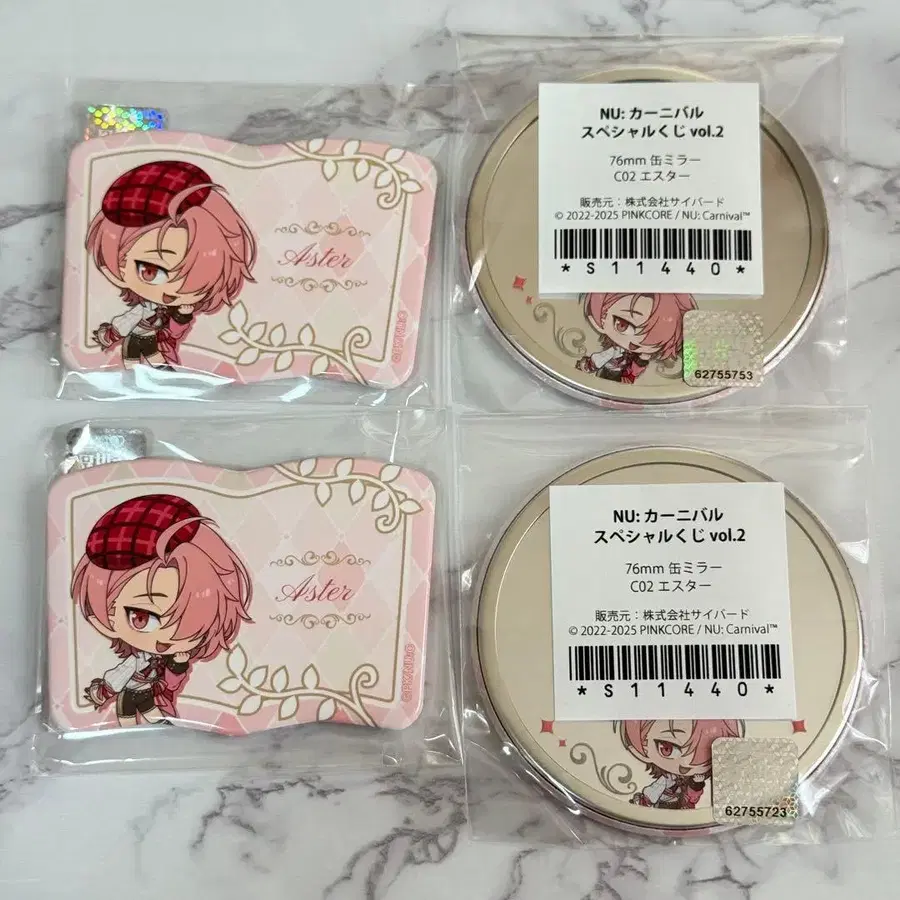 Aster
©PK/NU:C
NU: カーニバル
スペシャルくじ vol.2
76mm 缶ミラー
C02 エスター
販売元：株式会社サイバード
© 2022-2025 PINKCORE / NU: Carnival™
*S11440*
62755753
Aster
©PK/NU:C
NU: カーニバル
スペシャルくじ vol.2
76mm 缶ミラー
C02 エスター
販売元：株式会社サイバード
© 2022-2025 PINKCORE / NU: Carnival™
*S11440*
62755723